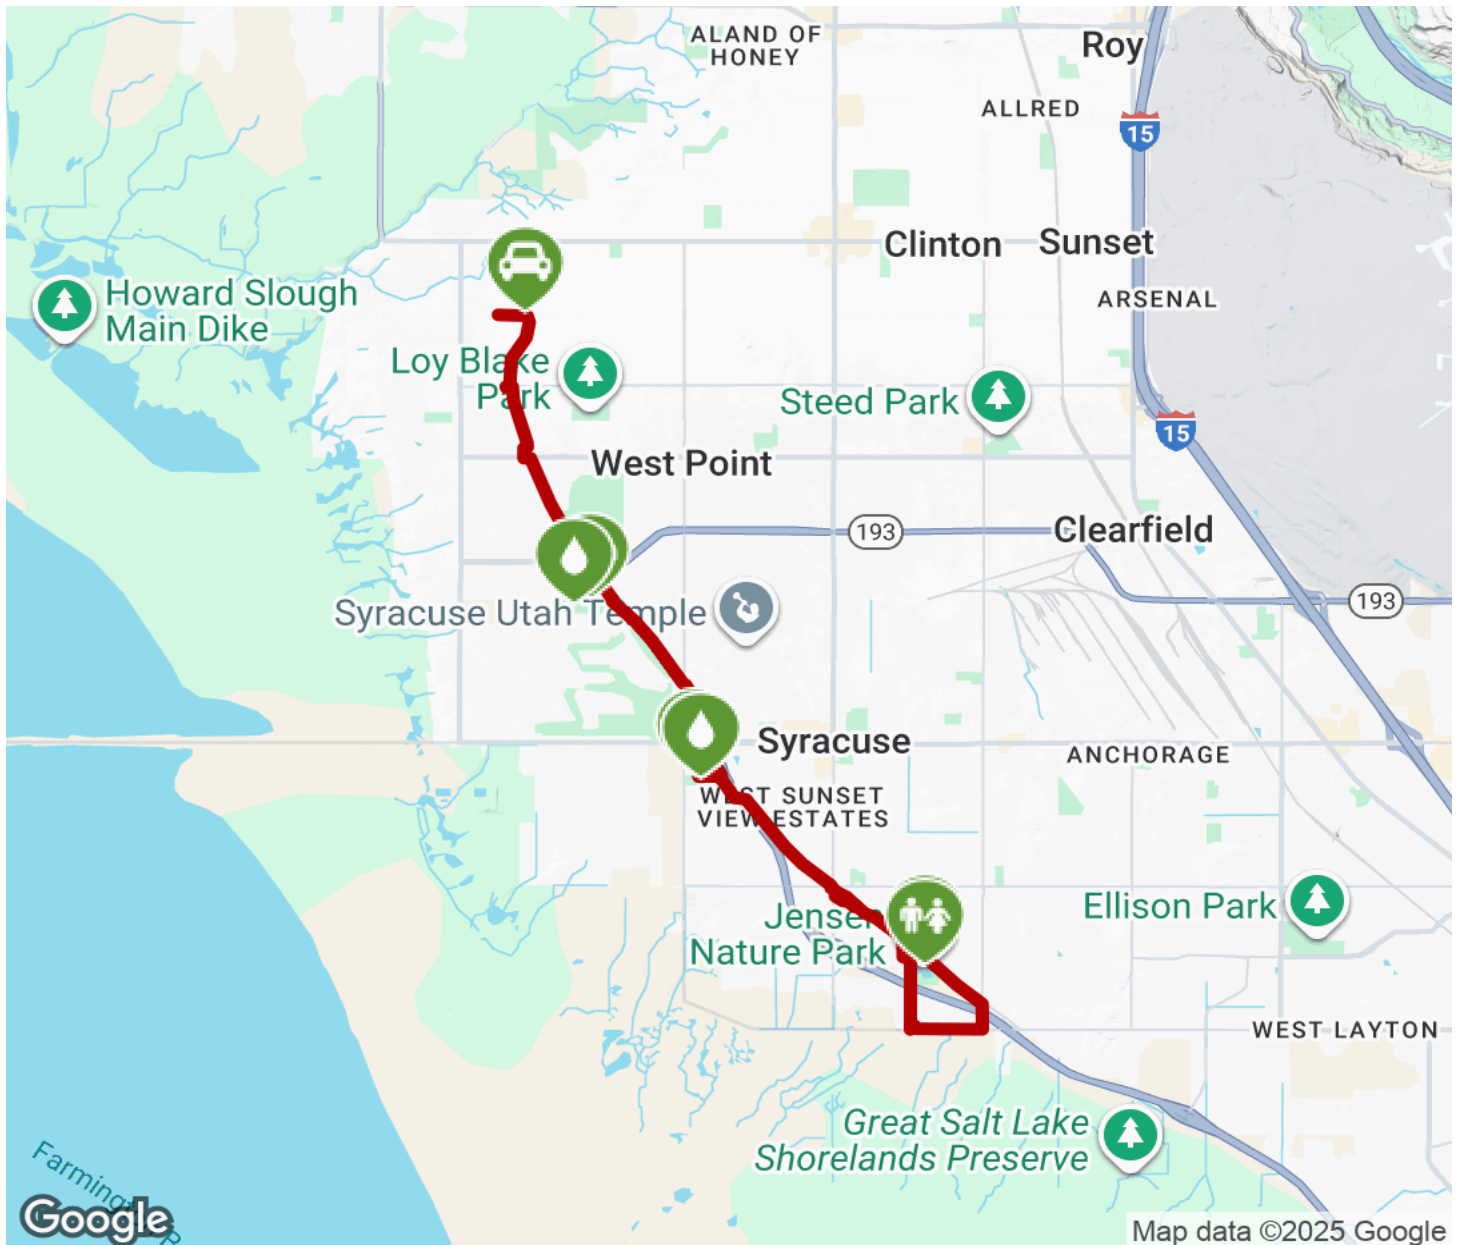 ALAND OF
HONEY
Roy
ALLRED
15
Clinton
Sunset
ARSENAL
Howard Slough
Main Dike
Loy Blake
Park
Steed Park
15
West Point
193
Clearfield
193
Syracuse Utah Temple
Syracuse
ANCHORAGE
WEST SUNSET
VIEW ESTATES
Jensen
Nature Park
Ellison Park
WEST LAYTON
Great Salt Lake
Shorelands Preserve
Google
Map data ©2025 Google